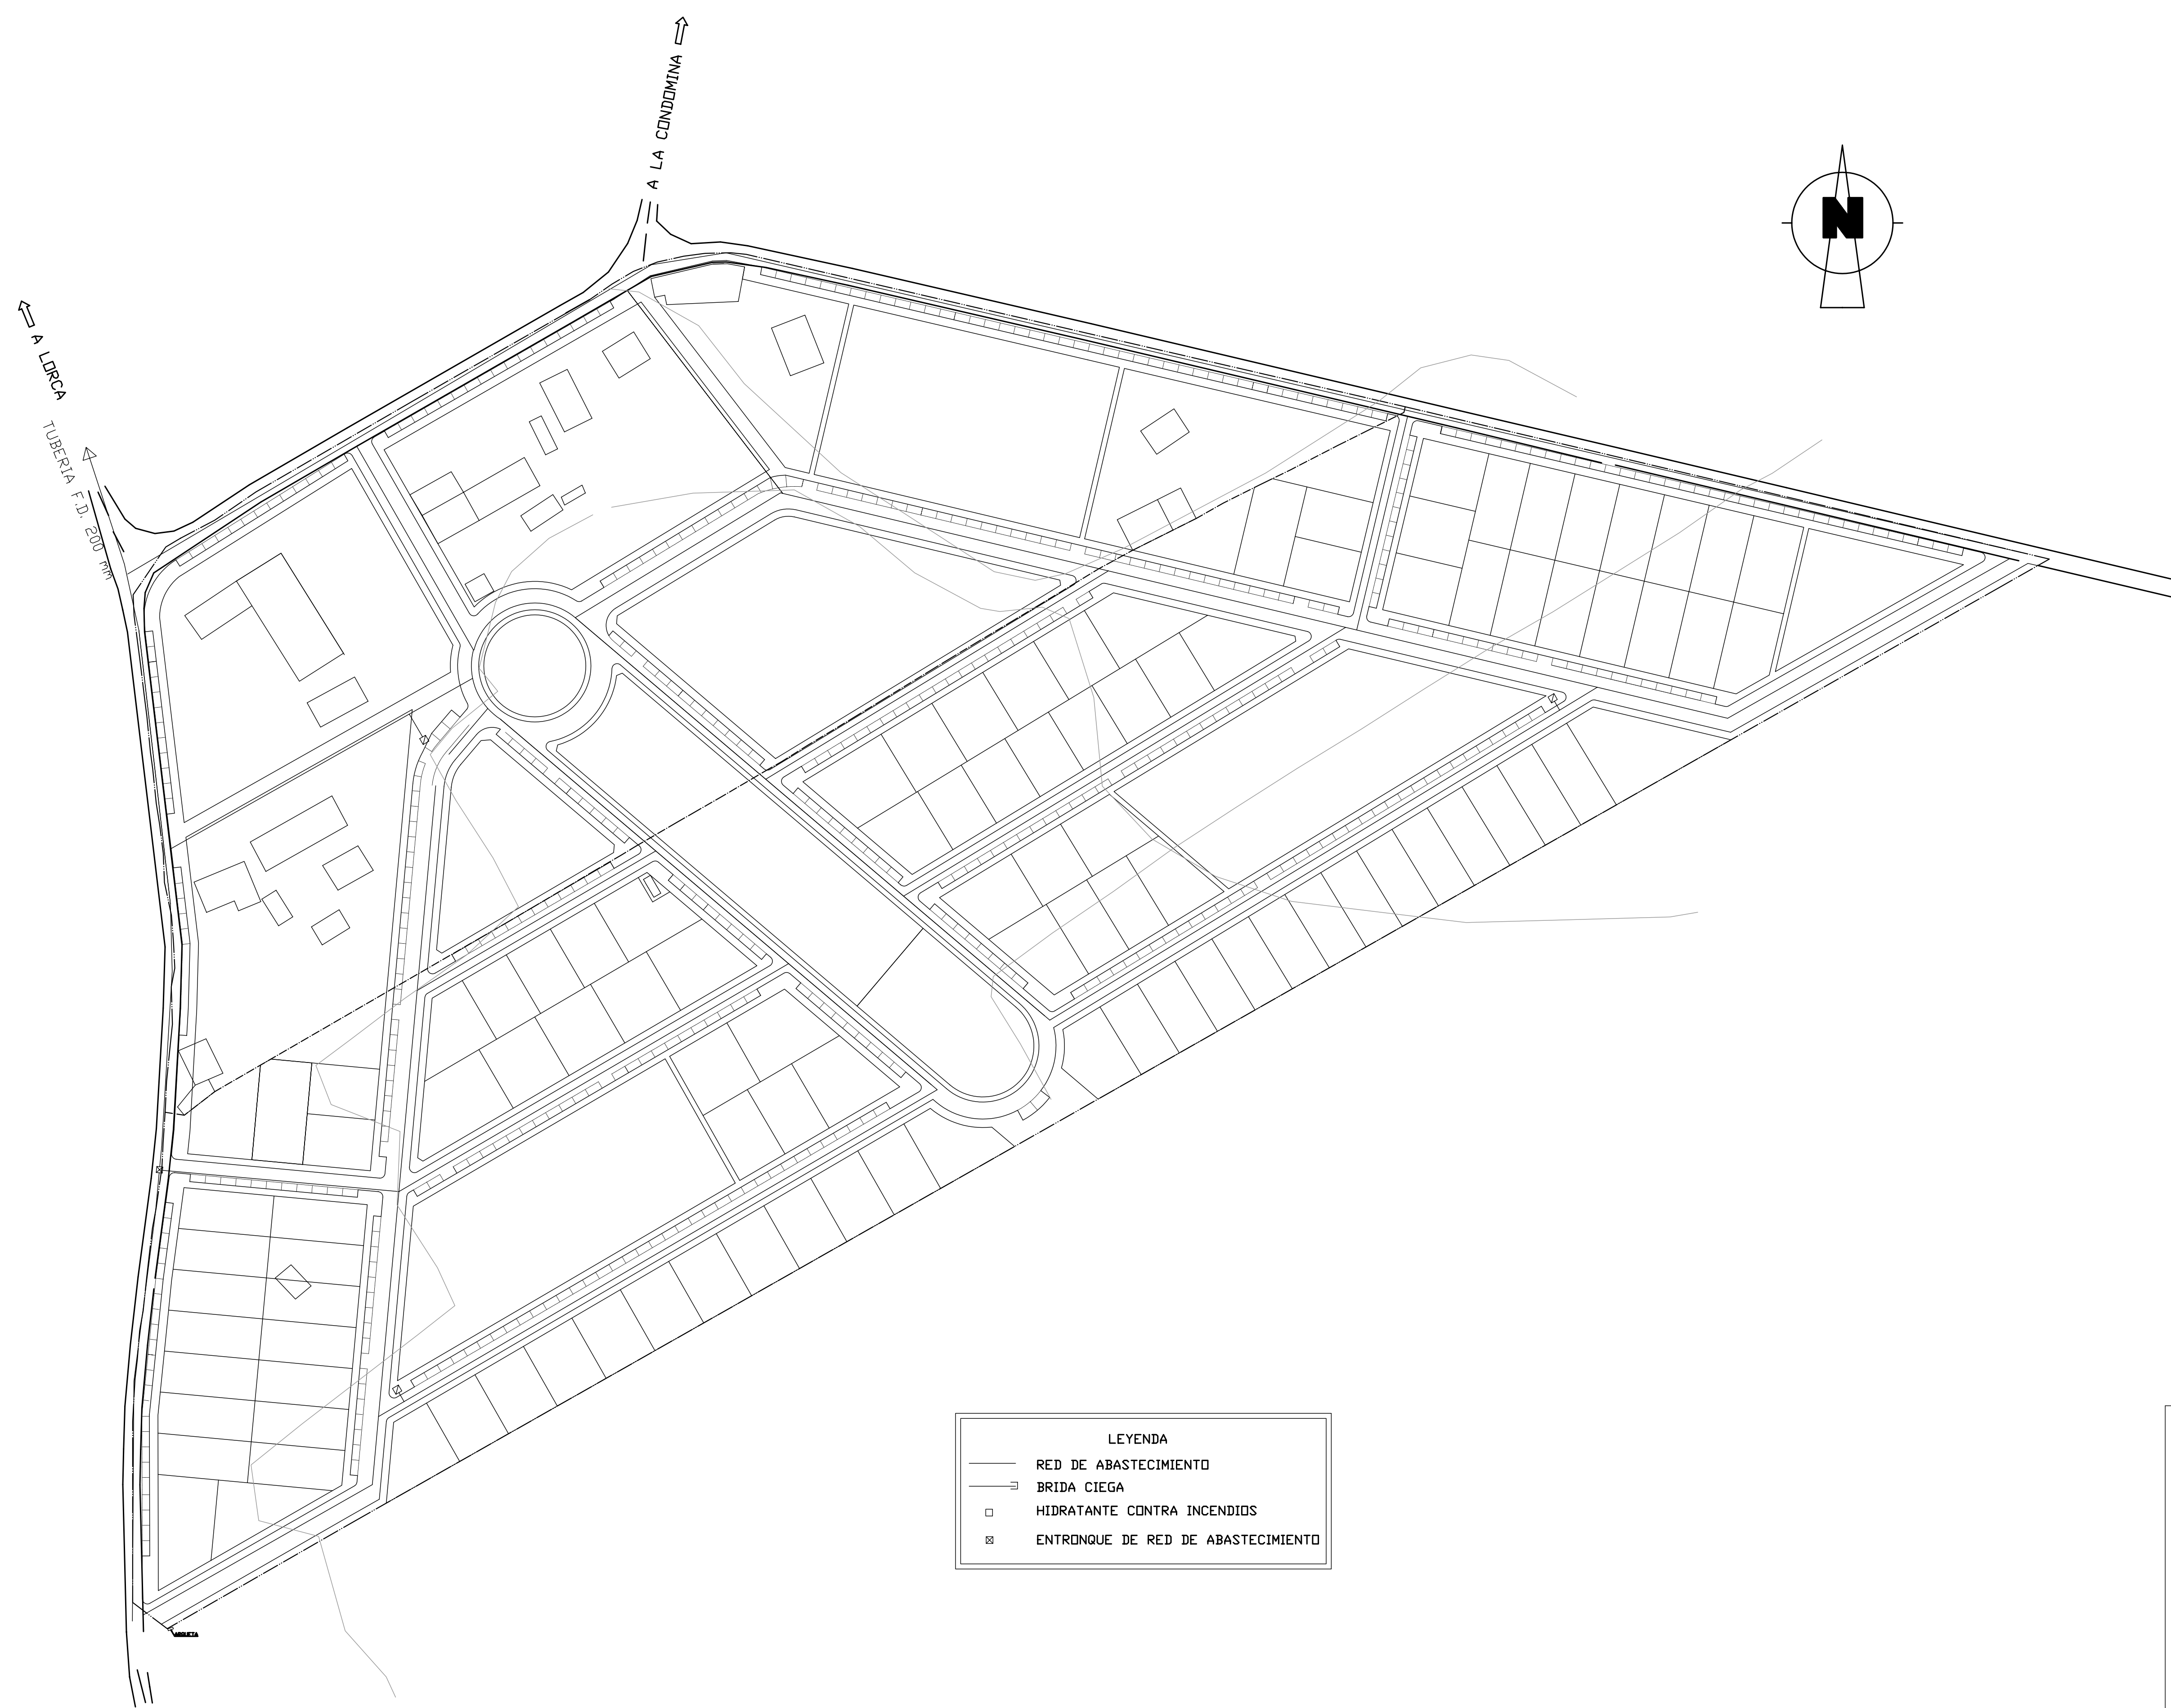 A LA CONDOMINA
N
A LORCA
TUBERIA F.D. 200 mm
LEYENDA
RED DE ABASTECIMIENTO
BRIDA CIEGA
HIDRATANTE CONTRA INCENDIOS
ENTRONQUE DE RED DE ABASTECIMIENTO
ARQUETA